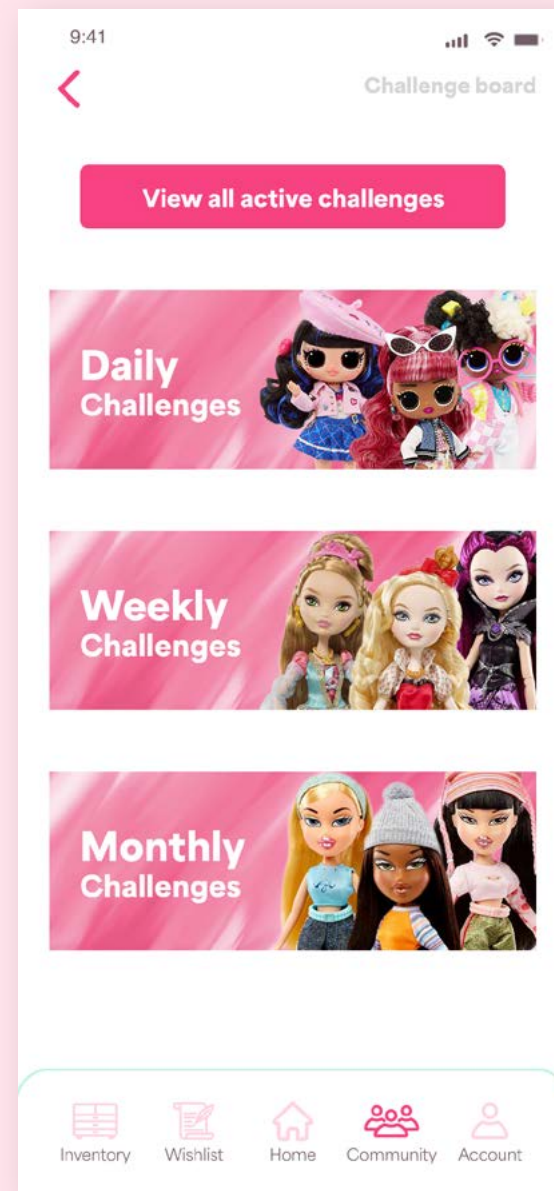 9:41
Challenge board
View all active challenges
Daily
Challenges
Weekly
Challenges
Monthly
Challenges
Inventory Wishlist Home Community Account